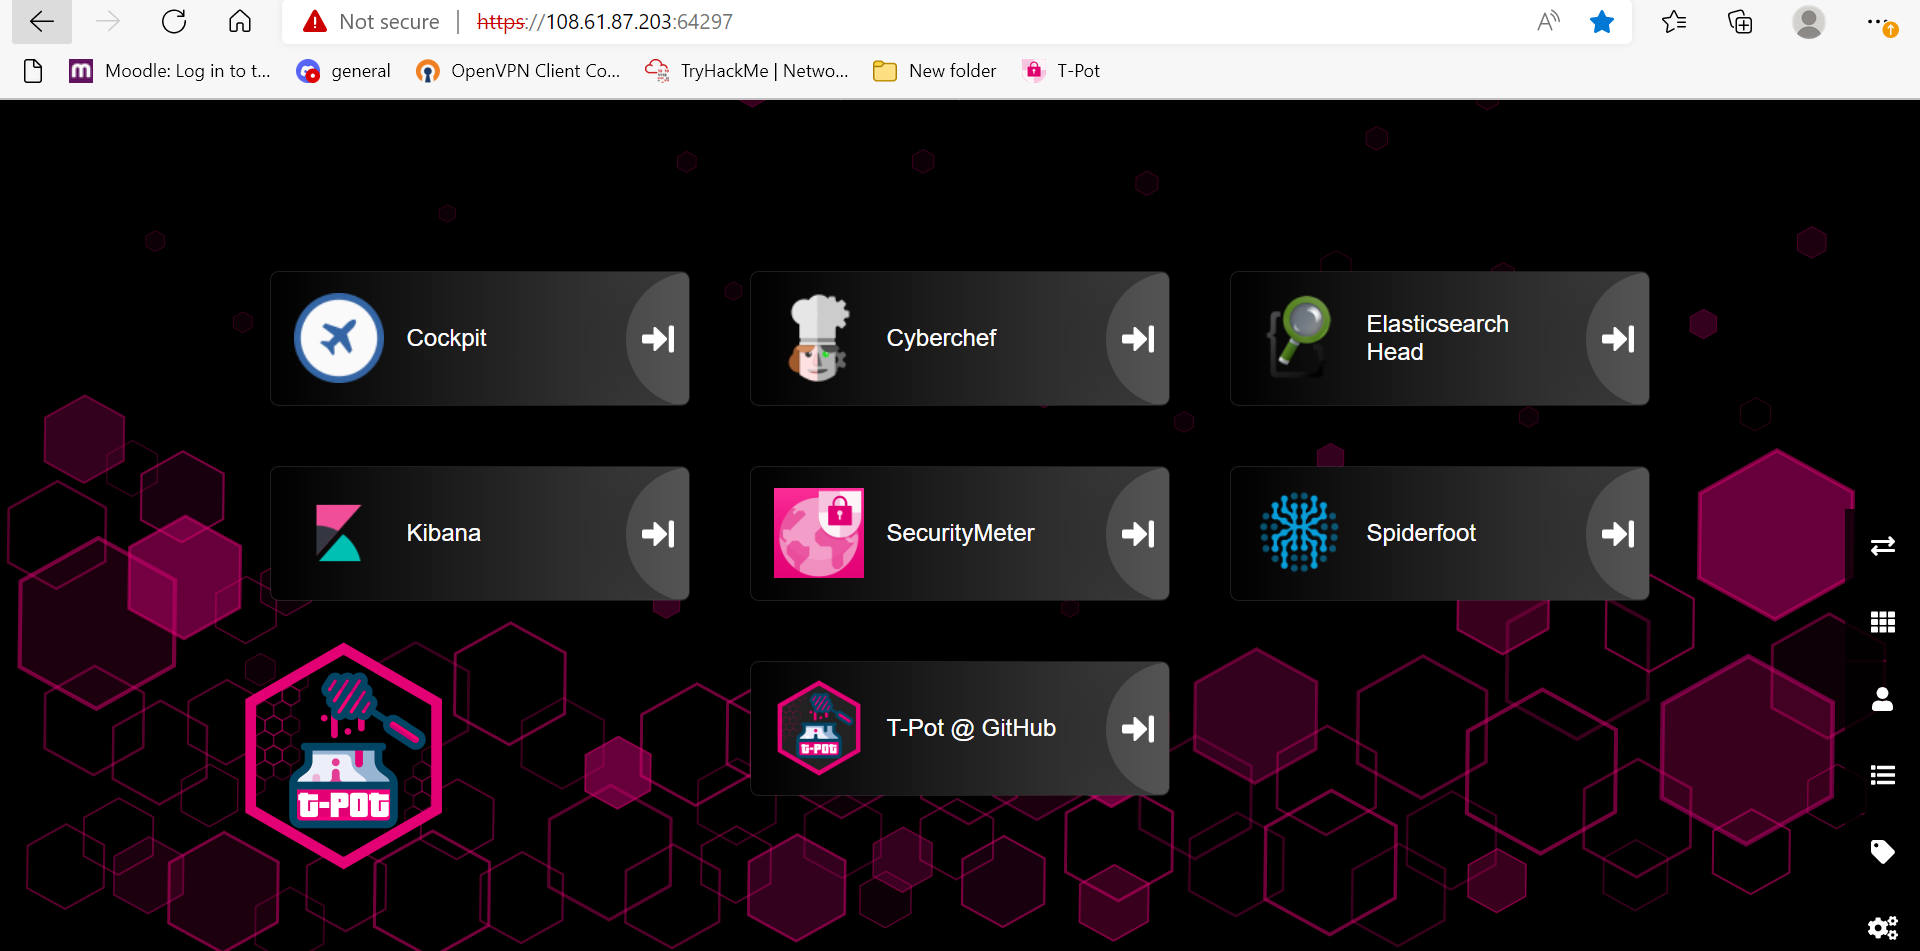 Not secure | https://108.61.87.203:64297
Moodle: Log in to t... general OpenVPN Client Co... TryHackMe | Netwo... New folder T-Pot
Cockpit
Cyberchef
Elasticsearch
Head
Kibana
SecurityMeter
Spiderfoot
T-Pot @ GitHub
t-pot
t-pot